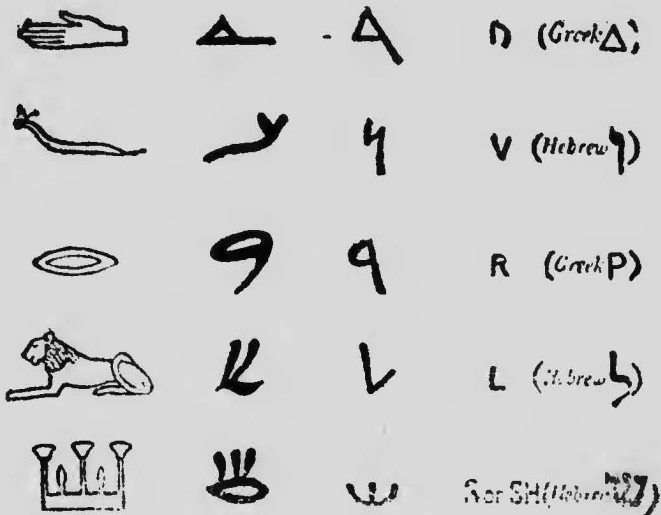 D (Greek Δ)
V (Hebrew ו)
R (Greek P)
L (Hebrew ל)
S or SH (Hebrew ש)